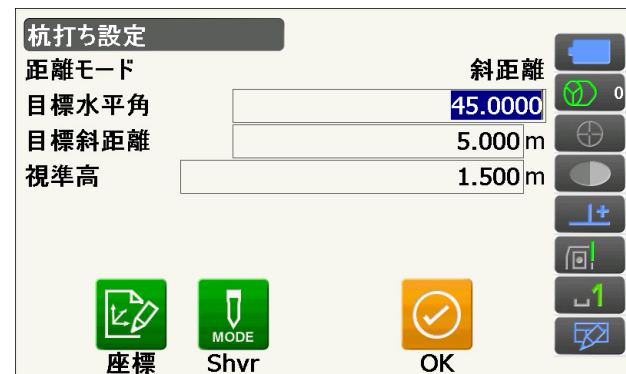 杭打ち設定
距離モード 斜距離
目標水平角 45.0000
目標斜距離 5.000 m
視準高 1.500 m
0
1
MODE
座標 Shvr OK